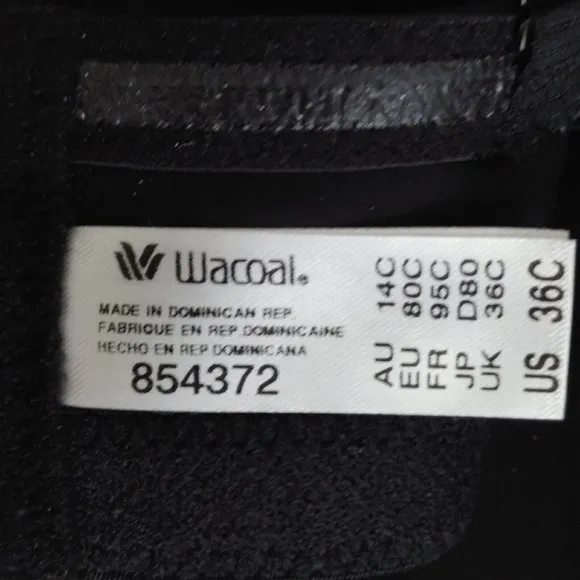 Wacoal®
MADE IN DOMINICAN REP.
FABRIQUE EN REP. DOMINICAINE
HECHO EN REP. DOMINICANA
854372
AU 14C
EU 80C
FR 95C
JP D80
UK 36C
US 36C